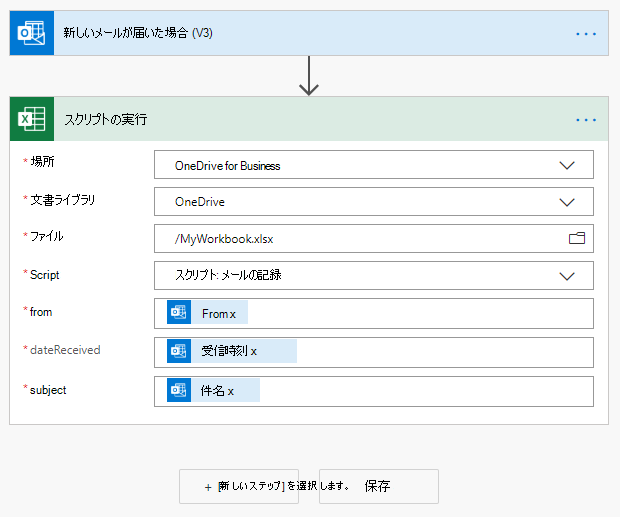 新しいメールが届いた場合 (V3)
スクリプトの実行
* 場所 OneDrive for Business
* 文書ライブラリ OneDrive
* ファイル /MyWorkbook.xlsx
* Script スクリプト: メールの記録
* from From x
* dateReceived 受信時刻 x
* subject 件名 x
+ [新しいステップ] を選択します。 保存